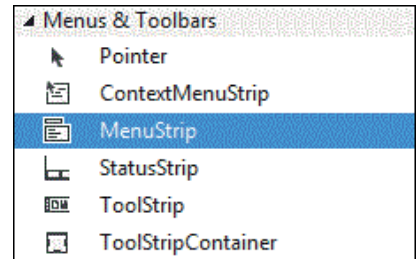 Menus & Toolbars
Pointer
ContextMenuStrip
MenuStrip
StatusStrip
ToolStrip
ToolStripContainer